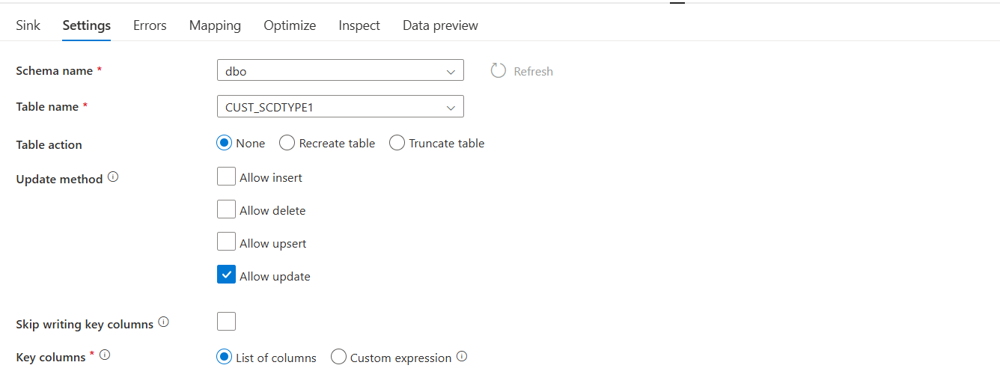 Sink Settings Errors Mapping Optimize Inspect Data preview
Schema name * dbo Refresh
Table name * CUST_SCDTYPE1
Table action None Recreate table Truncate table
Update method Allow insert
Allow delete
Allow upsert
Allow update
Skip writing key columns
Key columns * List of columns Custom expression